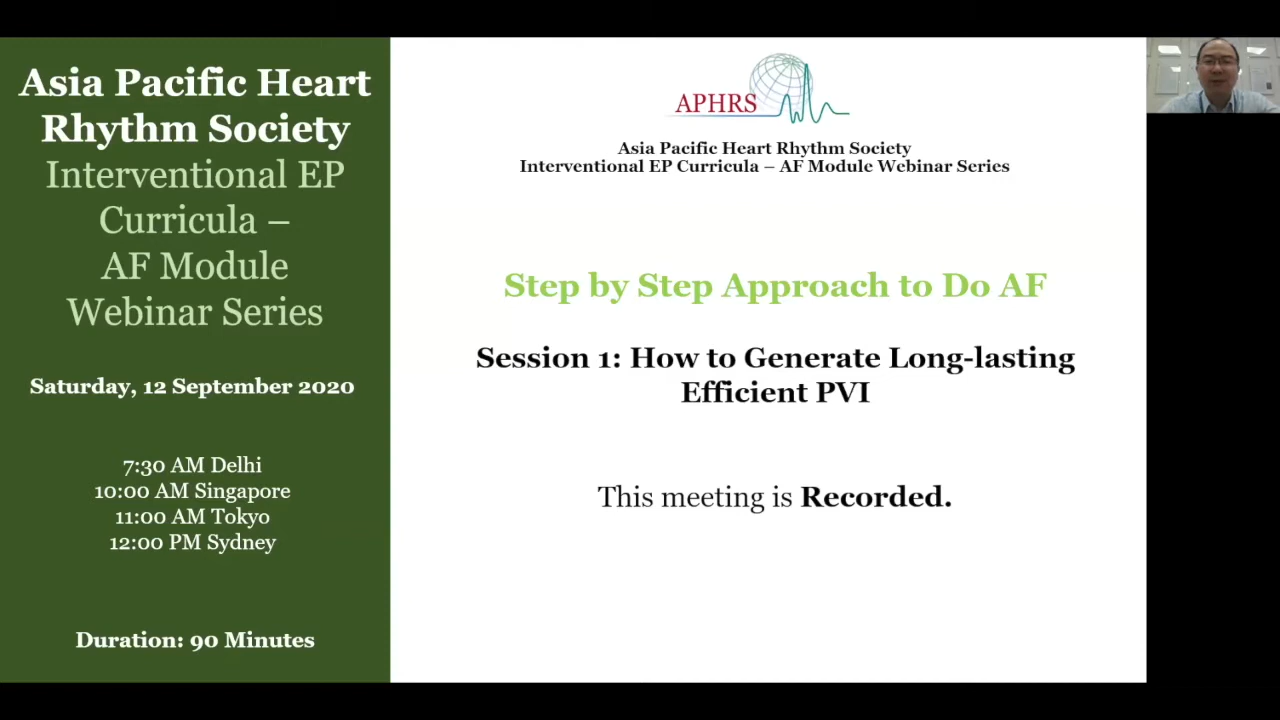 Asia Pacific Heart
Rhythm Society
Interventional EP
Curricula –
AF Module
Webinar Series
Saturday, 12 September 2020
7:30 AM Delhi
10:00 AM Singapore
11:00 AM Tokyo
12:00 PM Sydney
Duration: 90 Minutes
APHRS
Asia Pacific Heart Rhythm Society
Interventional EP Curricula – AF Module Webinar Series
Step by Step Approach to Do AF
Session 1: How to Generate Long-lasting
Efficient PVI
This meeting is Recorded.